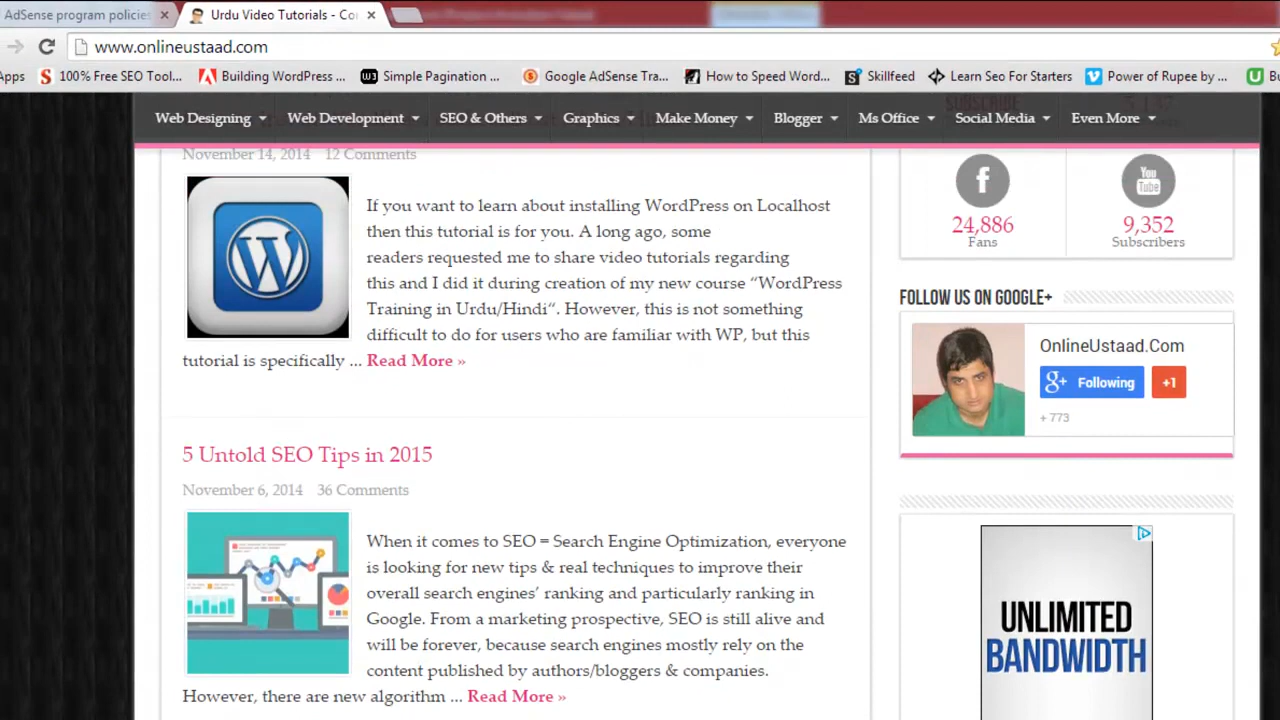 AdSense program policies
Urdu Video Tutorials - Co
www.onlineustaad.com
Apps
100% Free SEO Tool...
Building WordPress ...
Simple Pagination ...
Google AdSense Tra...
How to Speed Word...
Skillfeed
Learn Seo For Starters
Power of Rupee by ...
Web Designing
Web Development
SEO & Others
Graphics
Make Money
Blogger
Ms Office
Social Media
Even More
November 14, 2014 12 Comments
If you want to learn about installing WordPress on Localhost
then this tutorial is for you. A long ago, some
readers requested me to share video tutorials regarding
this and I did it during creation of my new course “WordPress
Training in Urdu/Hindi“. However, this is not something
difficult to do for users who are familiar with WP, but this
tutorial is specifically ... Read More »
5 Untold SEO Tips in 2015
November 6, 2014 36 Comments
When it comes to SEO = Search Engine Optimization, everyone
is looking for new tips & real techniques to improve their
overall search engines’ ranking and particularly ranking in
Google. From a marketing prospective, SEO is still alive and
will be forever, because search engines mostly rely on the
content published by authors/bloggers & companies.
However, there are new algorithm ... Read More »
You
Tube
24,886
Fans
9,352
Subscribers
FOLLOW US ON GOOGLE+
OnlineUstaad.Com
g+ Following
+1
+ 773
UNLIMITED
BANDWIDTH